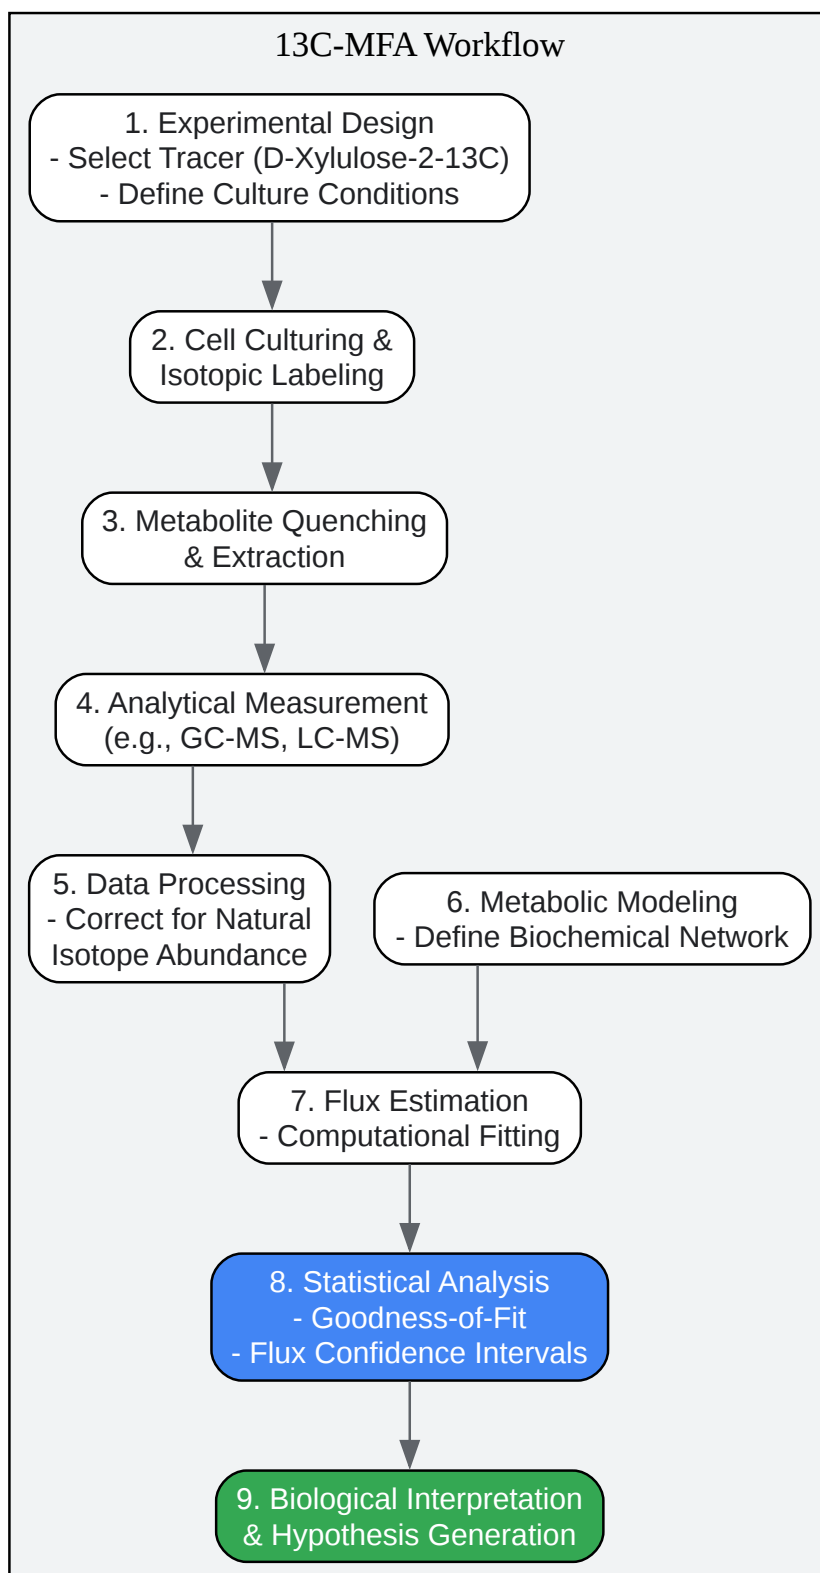 13C-MFA Workflow
1. Experimental Design
- Select Tracer (D-Xylulose-2-13C)
- Define Culture Conditions
2. Cell Culturing &
Isotopic Labeling
3. Metabolite Quenching
& Extraction
4. Analytical Measurement
(e.g., GC-MS, LC-MS)
5. Data Processing
- Correct for Natural
Isotope Abundance
6. Metabolic Modeling
- Define Biochemical Network
7. Flux Estimation
- Computational Fitting
8. Statistical Analysis
- Goodness-of-Fit
- Flux Confidence Intervals
9. Biological Interpretation
& Hypothesis Generation